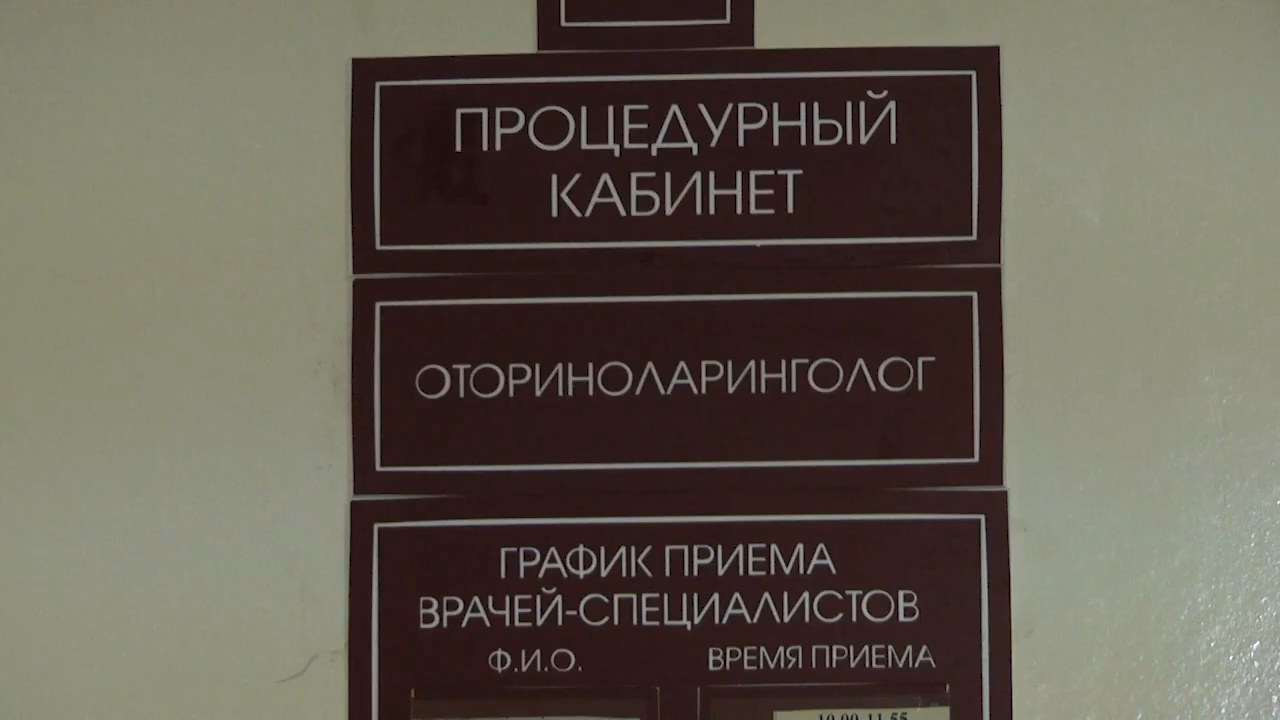 ПРОЦЕДУРНЫЙ
КАБИНЕТ
ОТОРИНОЛАРИНГОЛОГ
ГРАФИК ПРИЕМА
ВРАЧЕЙ-СПЕЦИАЛИСТОВ
Ф.И.О. ВРЕМЯ ПРИЕМА